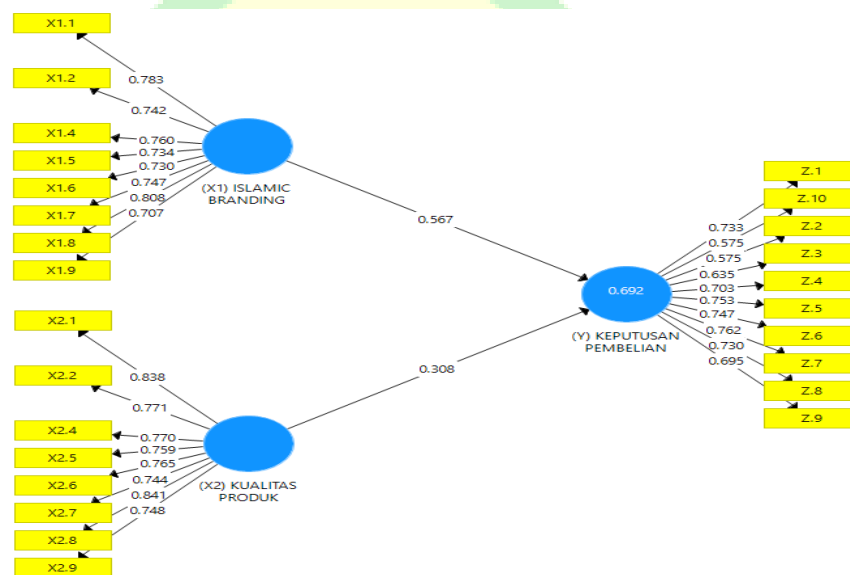 X1.1
X1.2
X1.4
X1.5
X1.6
X1.7
X1.8
X1.9
0.783
0.742
0.760
0.734
0.730
0.747
0.808
0.707
(X1) ISLAMIC
BRANDING
0.567
X2.1
X2.2
X2.4
X2.5
X2.6
X2.7
X2.8
X2.9
0.838
0.771
0.770
0.759
0.765
0.744
0.841
0.748
(X2) KUALITAS
PRODUK
0.308
0.692
(Y) KEPUTUSAN
PEMBELIAN
0.733
0.575
0.575
0.635
0.703
0.753
0.747
0.762
0.730
0.695
Z.1
Z.10
Z.2
Z.3
Z.4
Z.5
Z.6
Z.7
Z.8
Z.9